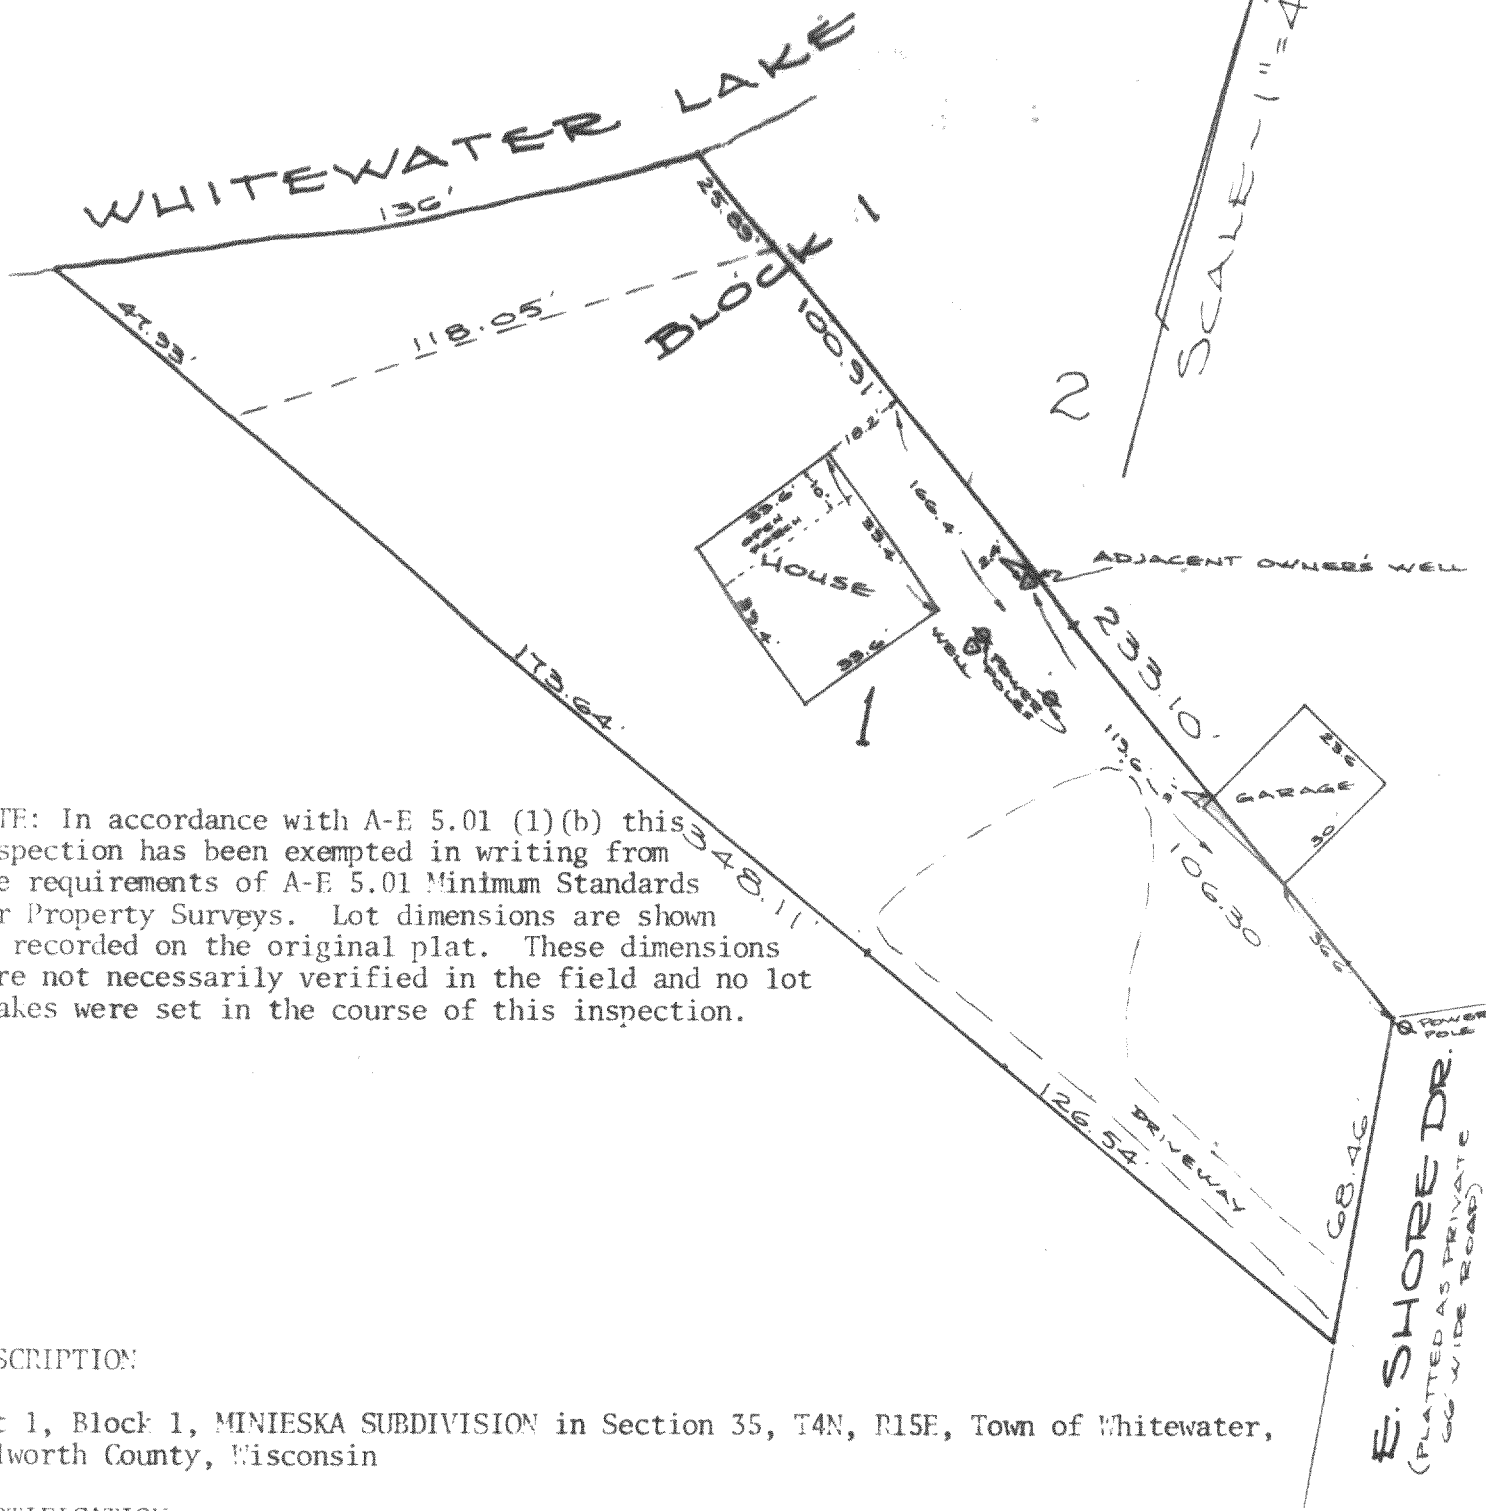 WHITEWATER LAKE
136'
25.89'
BLOCK 1
47.93'
118.05'
100.91'
2
SCALE - 1"=4
18.2'
33.6'
10.
OPEN
PORCH
33.4'
HOUSE
33.4'
33.6'
166.4
ADJACENT OWNER'S WELL
WELL
POWER
POLES
1
233.10'
173.64'
113.6
23.6
GARAGE
30'
106.30
36.6
348.11'
TE: In accordance with A-E 5.01 (1)(b) this
spection has been exempted in writing from
e requirements of A-E 5.01 Minimum Standards
r Property Surveys. Lot dimensions are shown
recorded on the original plat. These dimensions
re not necessarily verified in the field and no lot
akes were set in the course of this inspection.
POWER
POLE
126.54'
DRIVEWAY
68.46
E. SHORE DR.
(PLATTED AS PRIVATE
66' WIDE ROAD)
SCRIPTION
t 1, Block 1, MINIESKA SUBDIVISION in Section 35, T4N, R15E, Town of Whitewater,
lworth County, Wisconsin